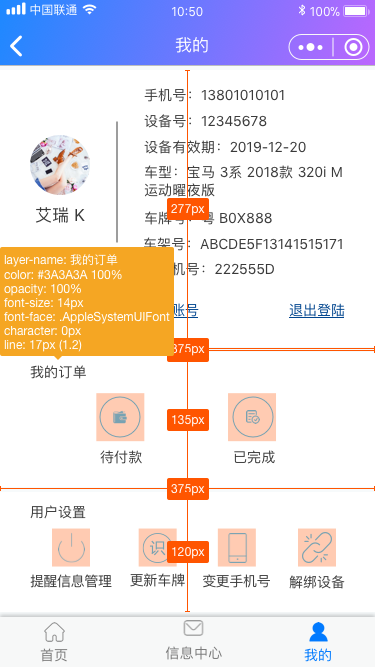 中国联通 10:50 100%
我的
手机号：13801010101
设备号：12345678
设备有效期：2019-12-20
车型：宝马 3系 2018款 320i M
运动曜夜版
艾瑞 K
277px
车牌号： B0X888
车架号：ABCDE5F13141515171
机号：222555D
layer-name: 我的订单
color: #3A3A3A 100%
opacity: 100%
font-size: 14px
font-face: .AppleSystemUIFont
character: 0px
line: 17px (1.2)
账号 退出登陆
375px
我的订单
135px
待付款 已完成
375px
用户设置
识
120px
提醒信息管理 更新车牌 变更手机号 解绑设备
首页 信息中心 我的